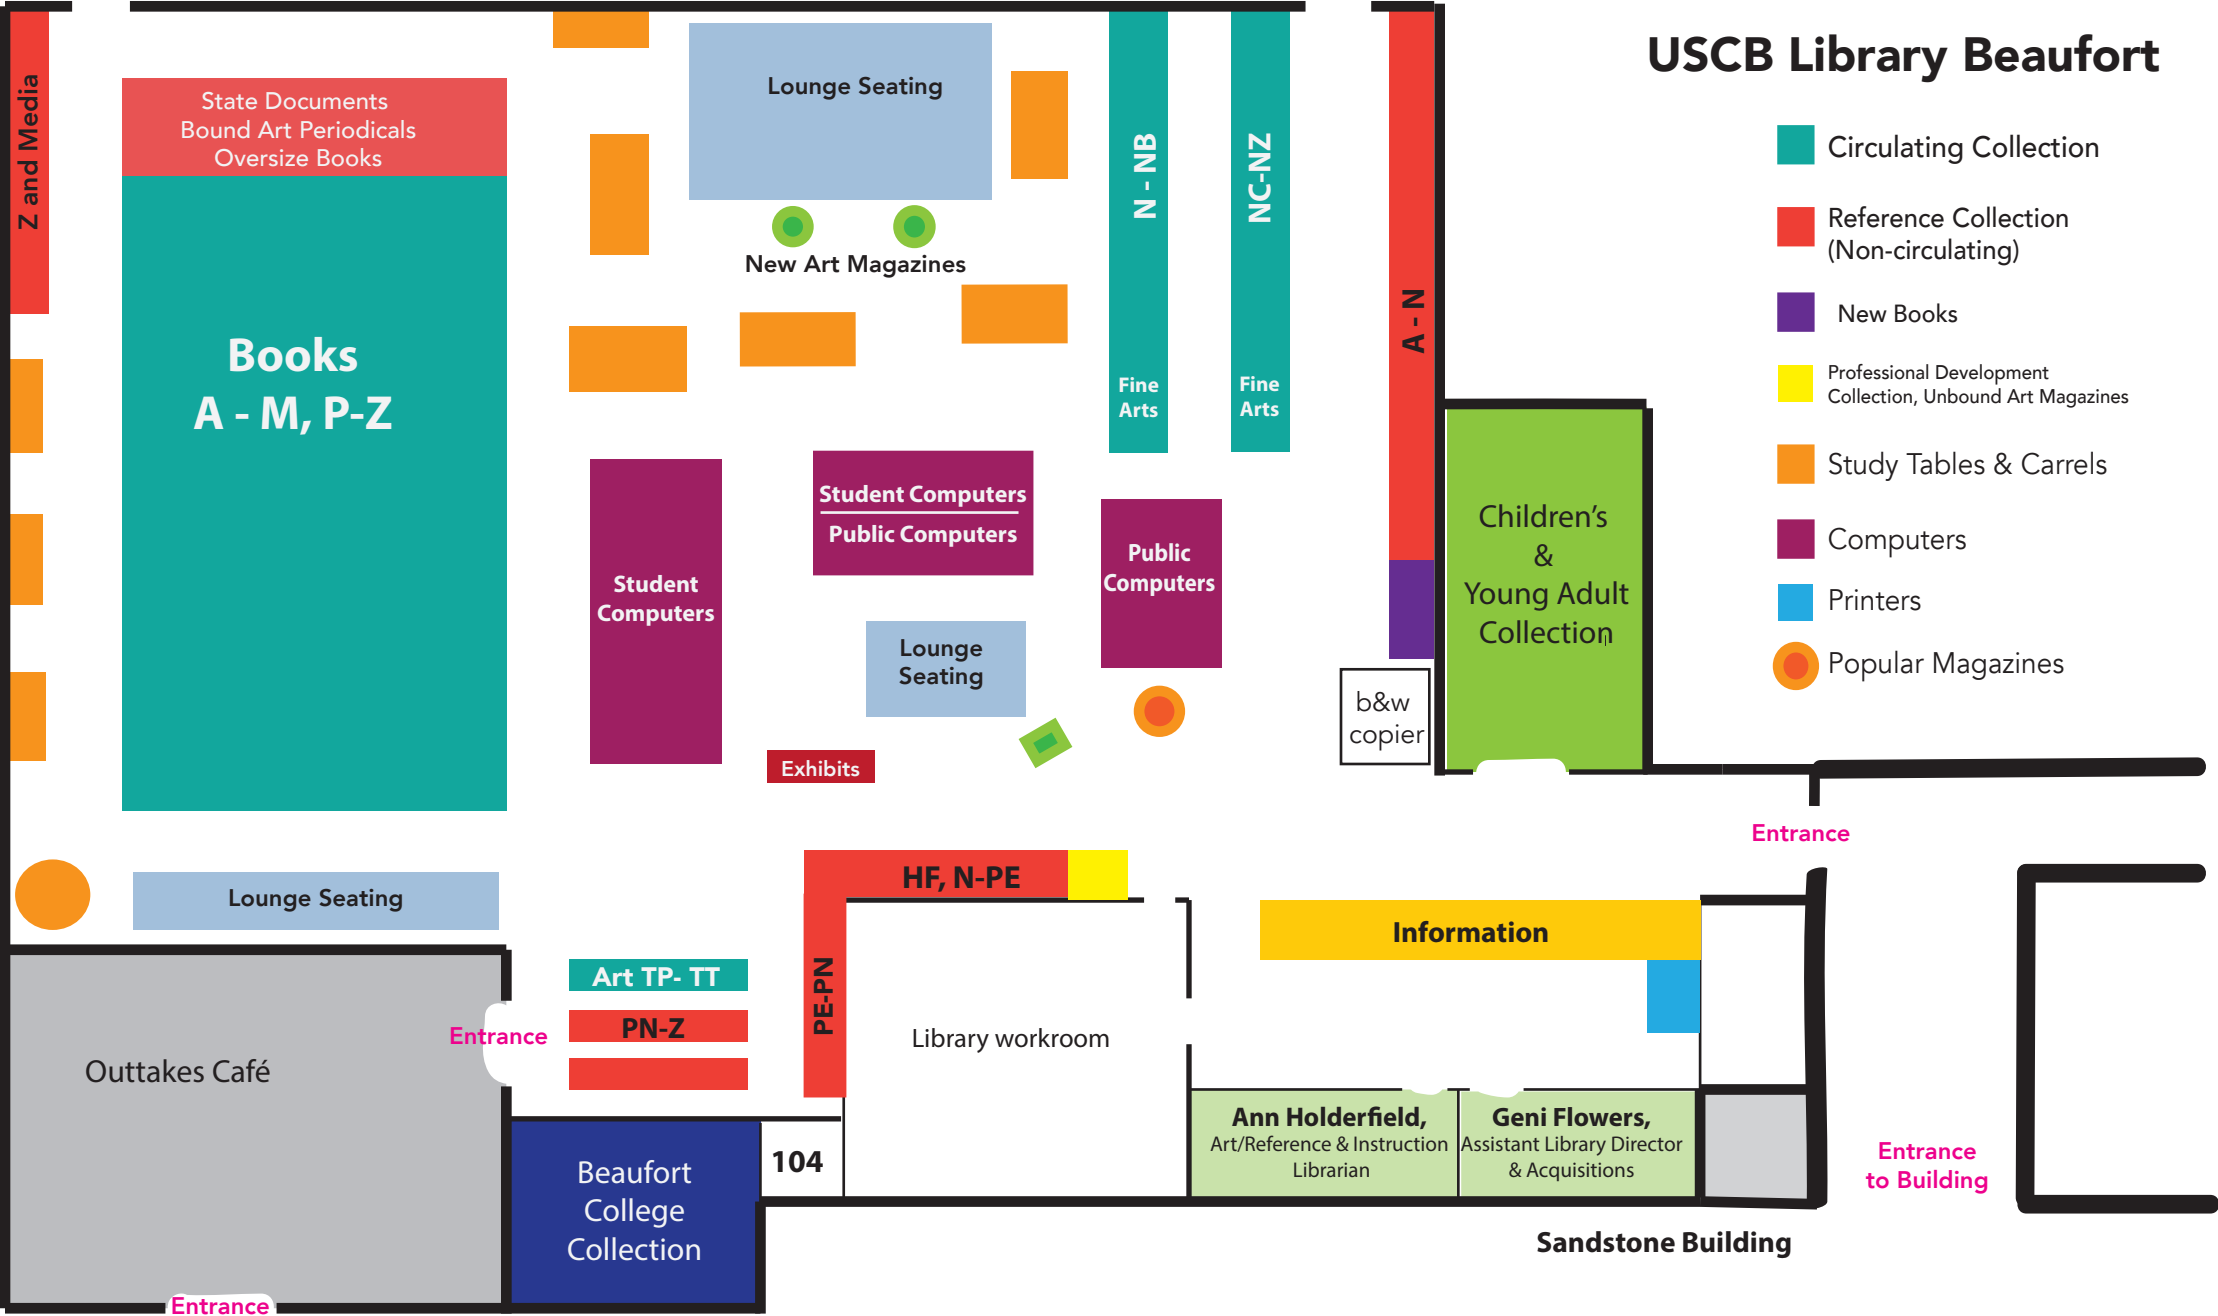 USCB Library Beaufort
Circulating Collection
Reference Collection
(Non-circulating)
New Books
Professional Development
Collection, Unbound Art Magazines
Study Tables & Carrels
Computers
Printers
Popular Magazines
Z and Media
State Documents
Bound Art Periodicals
Oversize Books
Books
A - M, P-Z
Lounge Seating
New Art Magazines
N - NB
Fine
Arts
NC-NZ
Fine
Arts
A - N
Student
Computers
Student Computers
Public Computers
Public
Computers
Lounge
Seating
Exhibits
b&w
copier
Children's
&
Young Adult
Collection
Entrance
Lounge Seating
HF, N-PE
PE-PN
Information
Art TP- TT
PN-Z
Entrance
Outtakes Café
Library workroom
Ann Holderfield,
Art/Reference & Instruction
Librarian
Geni Flowers,
Assistant Library Director
& Acquisitions
Beaufort
College
Collection
104
Entrance
to Building
Sandstone Building
Entrance